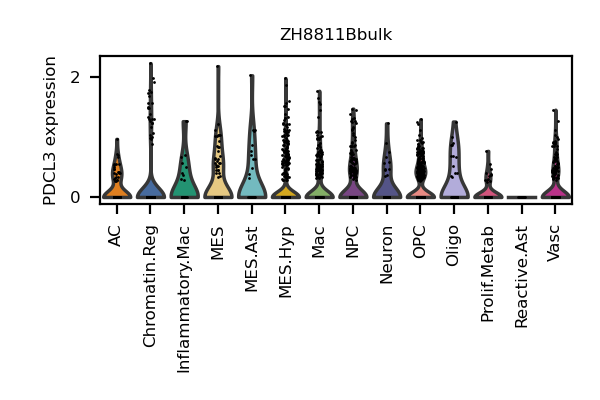 ZH8811Bbulk
PDCL3 expression
2
0
AC
Chromatin.Reg
Inflammatory.Mac
MES
MES.Ast
MES.Hyp
Mac
NPC
Neuron
OPC
Oligo
Prolif.Metab
Reactive.Ast
Vasc